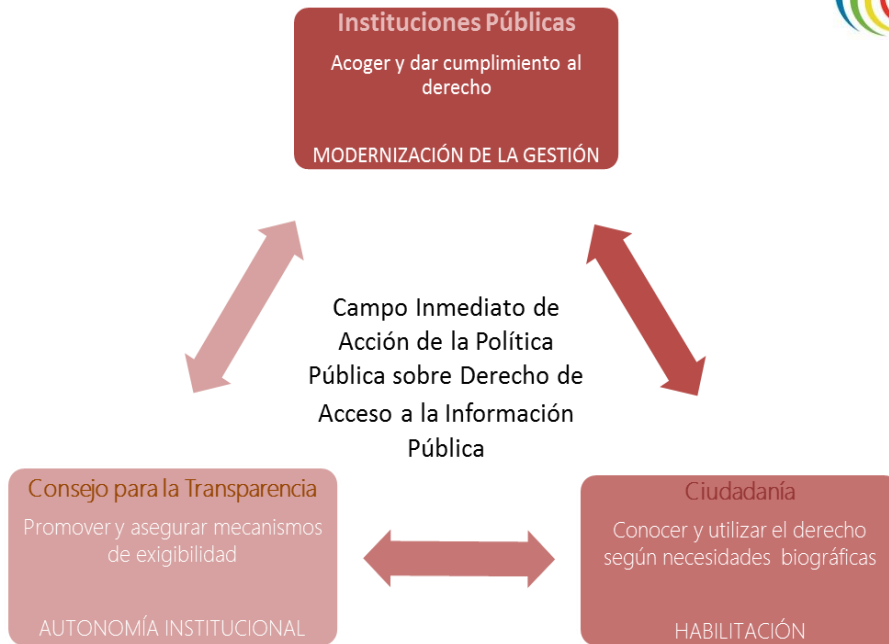 Instituciones Públicas
Acoger y dar cumplimiento al
derecho
MODERNIZACIÓN DE LA GESTIÓN
Campo Inmediato de
Acción de la Política
Pública sobre Derecho de
Acceso a la Información
Pública
Consejo para la Transparencia
Promover y asegurar mecanismos
de exigibilidad
AUTONOMÍA INSTITUCIONAL
Ciudadanía
Conocer y utilizar el derecho
según necesidades biográficas
HABILITACIÓN